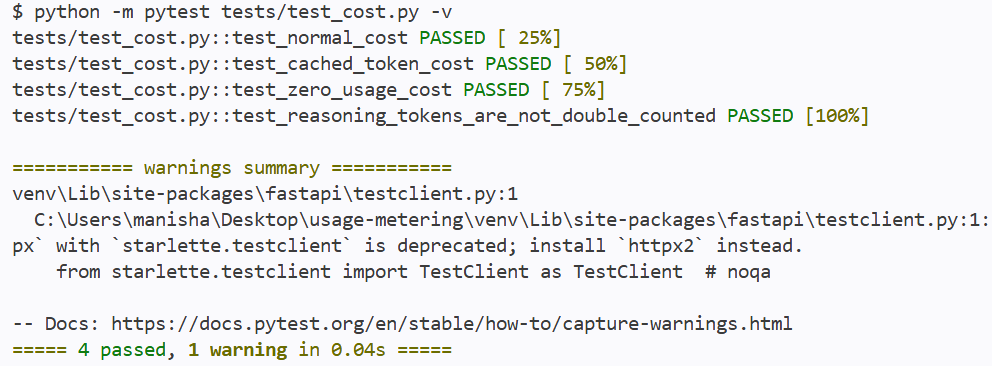 $ python -m pytest tests/test_cost.py -v
tests/test_cost.py::test_normal_cost PASSED [ 25%]
tests/test_cost.py::test_cached_token_cost PASSED [ 50%]
tests/test_cost.py::test_zero_usage_cost PASSED [ 75%]
tests/test_cost.py::test_reasoning_tokens_are_not_double_counted PASSED [100%]
=========== warnings summary ===========
venv\Lib\site-packages\fastapi\testclient.py:1
C:\Users\manisha\Desktop\usage-metering\venv\Lib\site-packages\fastapi\testclient.py:1:
px` with `starlette.testclient` is deprecated; install `httpx2` instead.
from starlette.testclient import TestClient as TestClient  # noqa
-- Docs: https://docs.pytest.org/en/stable/how-to/capture-warnings.html
===== 4 passed, 1 warning in 0.04s =====